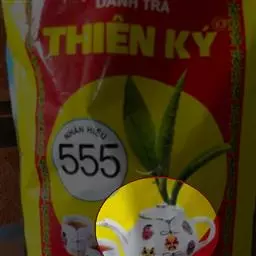 DANH TRÀ
THIÊN KÝ
NHÃN HIỆU
555